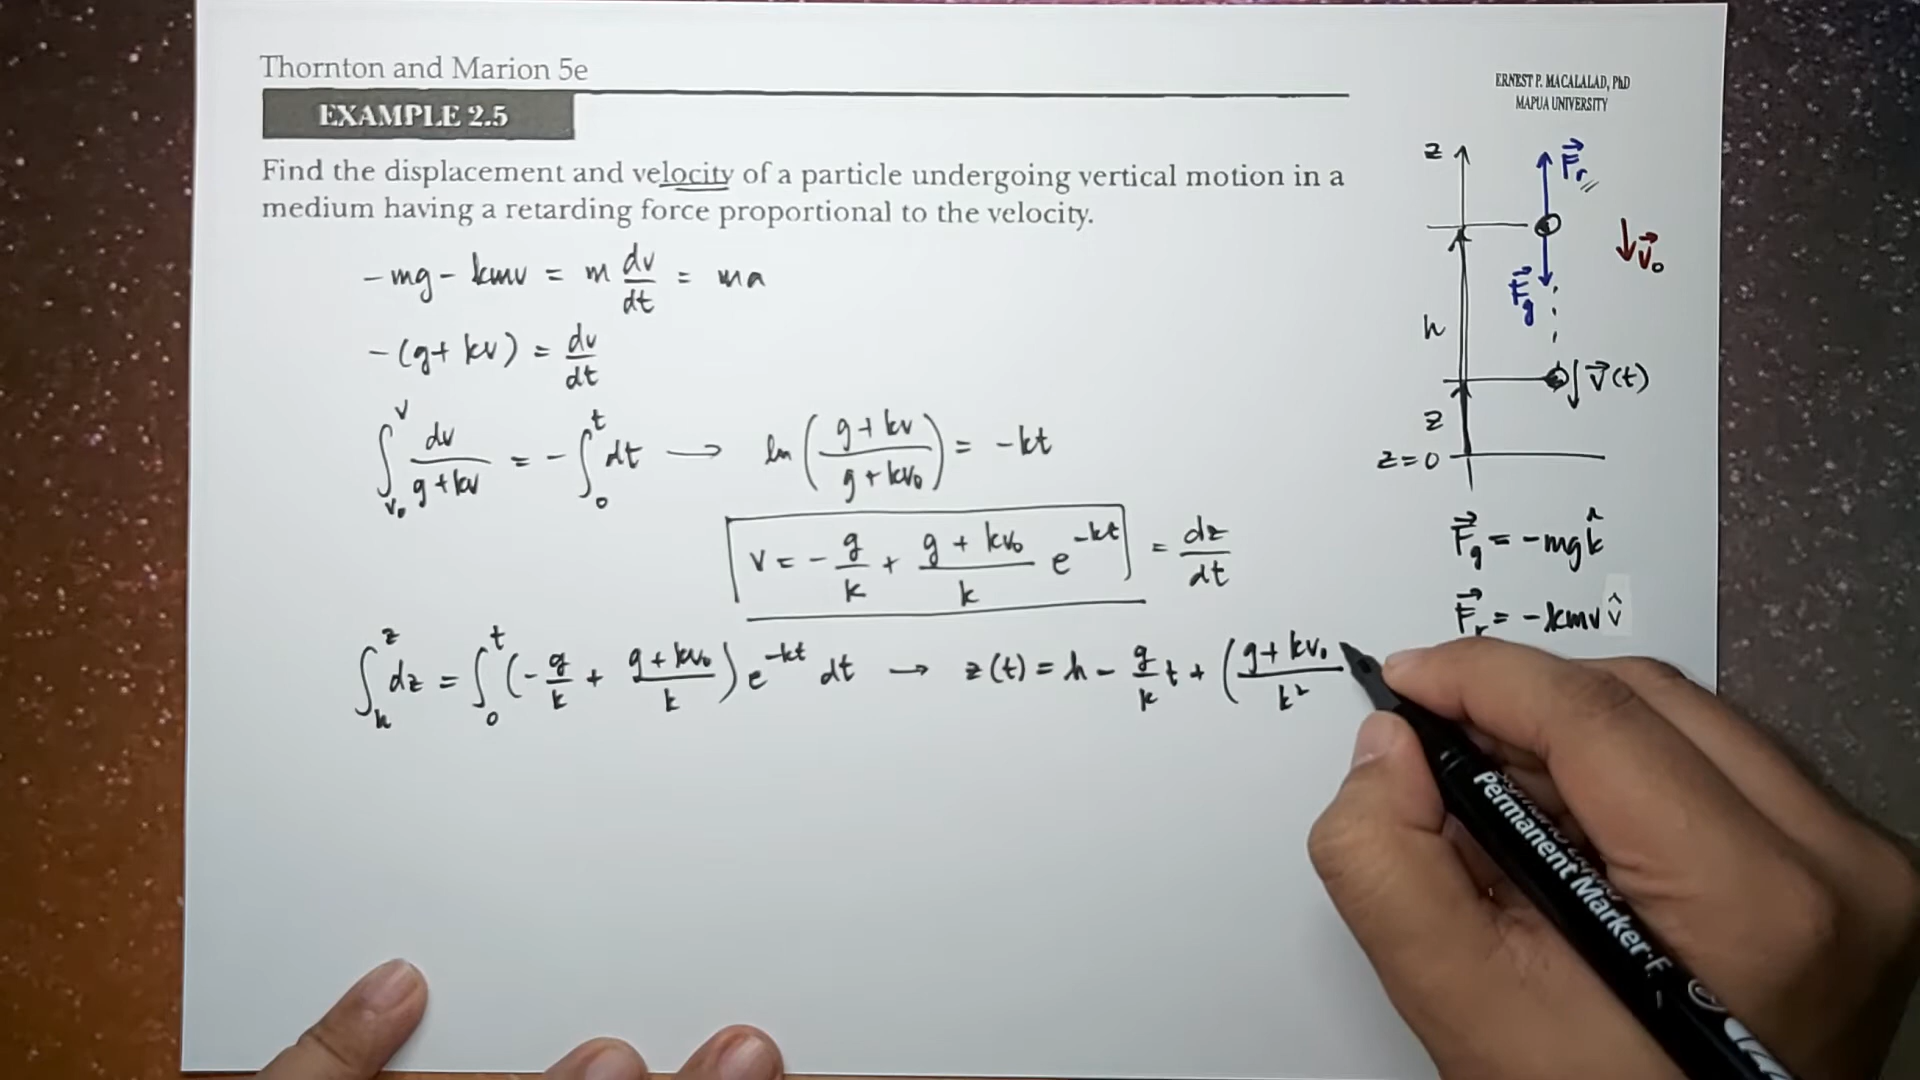 Thornton and Marion 5e
EXAMPLE 2.5
Find the displacement and velocity of a particle undergoing vertical motion in a
medium having a retarding force proportional to the velocity.
-mg - kmv = m dv/dt = ma
-(g + kv) = dv/dt
∫_{v₀}^{v} dv/(g + kv) = -∫_{0}^{t} dt → ln((g + kv)/(g + kv₀)) = -kt
v = -g/k + (g + kv₀)/k e^{-kt} = dz/dt
∫_{h}^{z} dz = ∫_{0}^{t} (-g/k + (g + kv₀)/k) e^{-kt} dt → z(t) = h - g/k t + ((g + kv₀)/k²
ERNEST P. MACALALAD, PhD
MAPUA UNIVERSITY
z
F⃗r
v⃗₀
F⃗g
h
v⃗(t)
z
z=0
F⃗g = -mg k̂
F⃗r = -kmv v̂
Permanent Marker·F